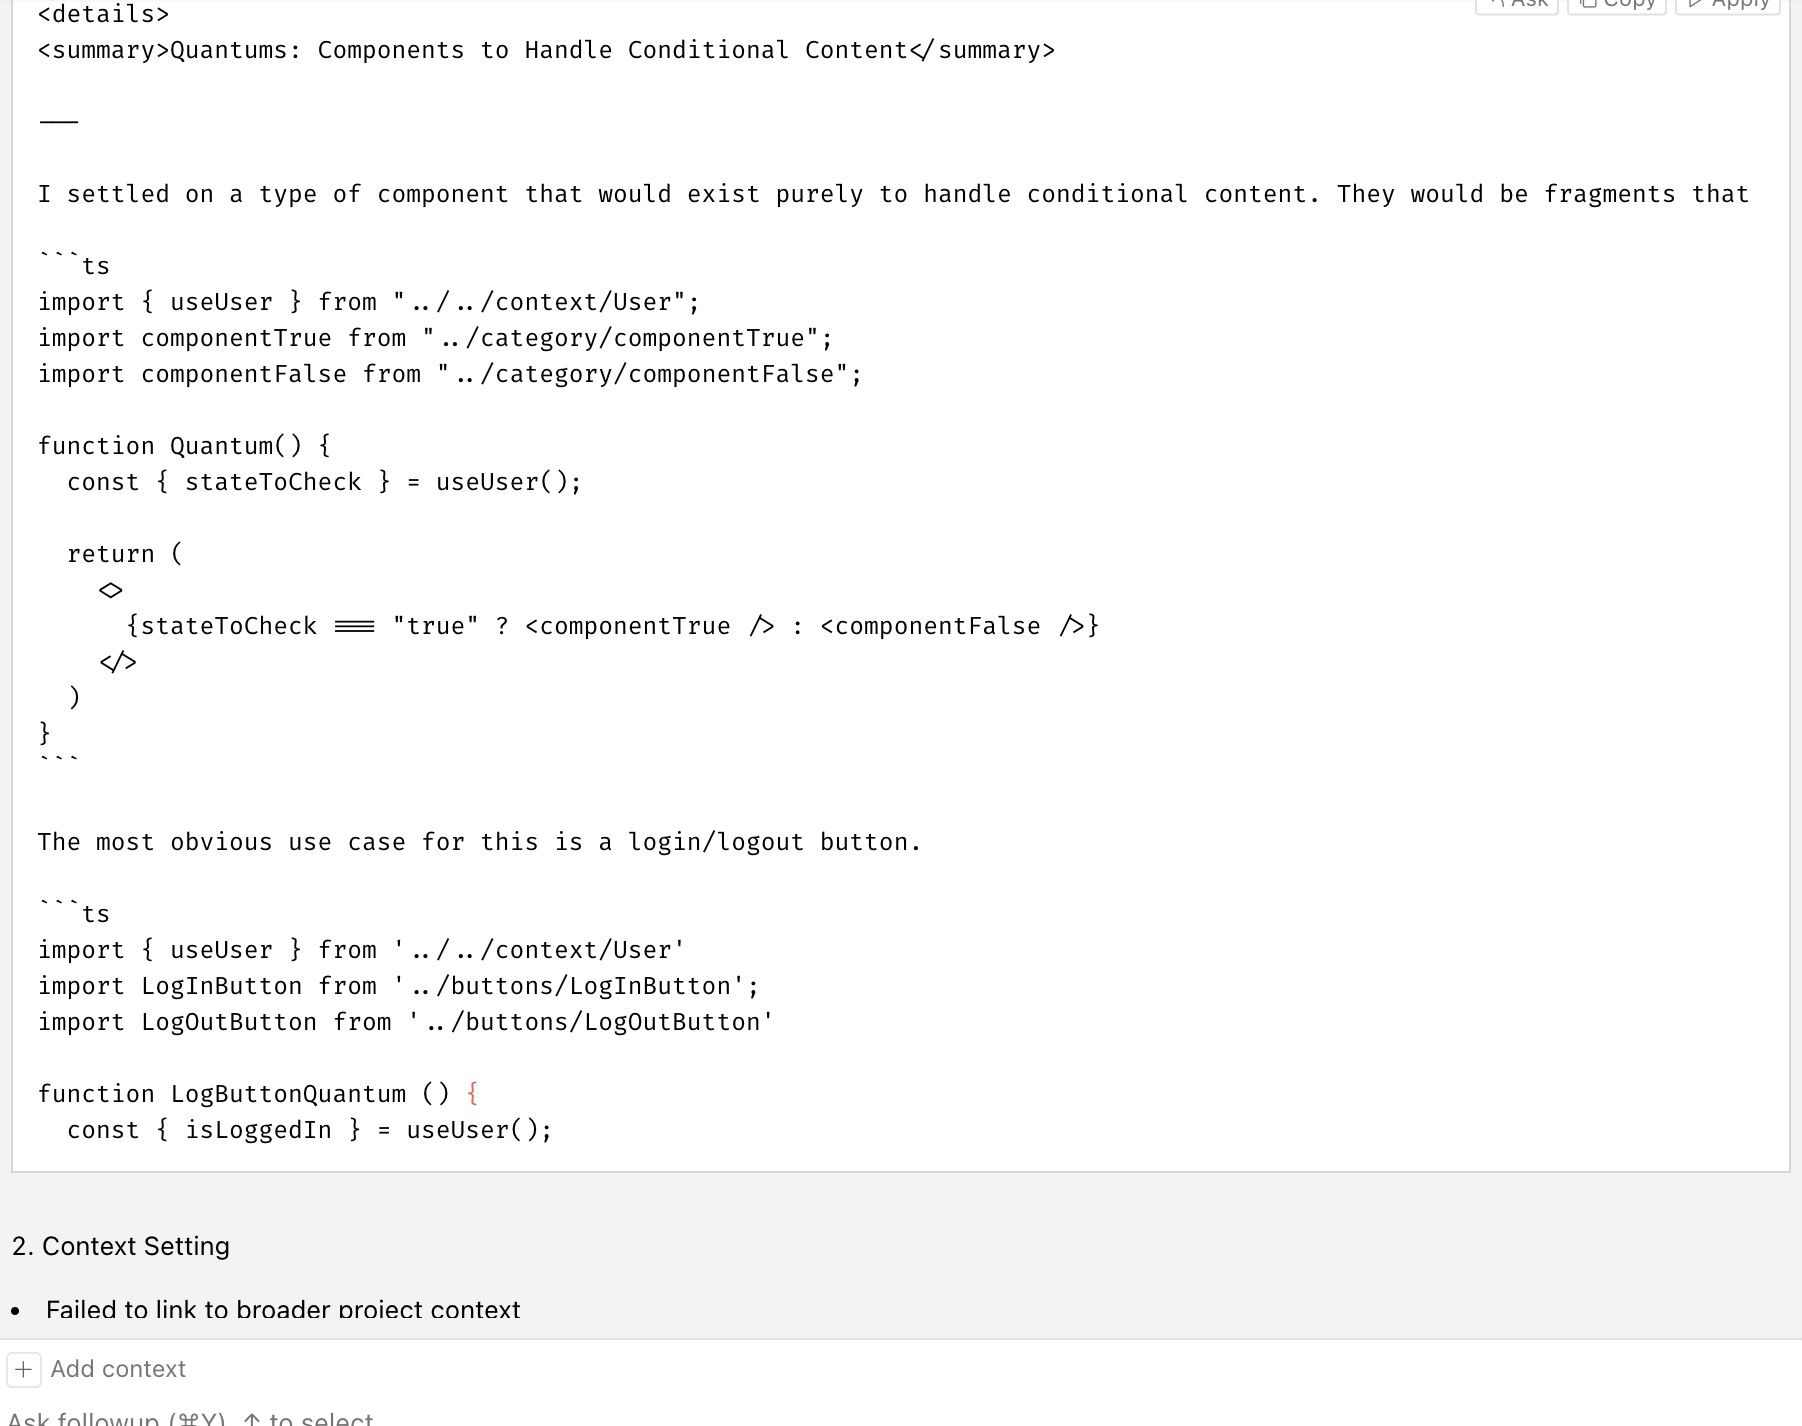 Ask Copy Apply
<details>
<summary>Quantums: Components to Handle Conditional Content</summary>
---
I settled on a type of component that would exist purely to handle conditional content. They would be fragments that
```ts
import { useUser } from "../../context/User";
import componentTrue from "../category/componentTrue";
import componentFalse from "../category/componentFalse";
function Quantum() {
  const { stateToCheck } = useUser();
  return (
    <>
      {stateToCheck === "true" ? <componentTrue /> : <componentFalse />}
    </>
  )
}
```
The most obvious use case for this is a login/logout button.
```ts
import { useUser } from '../../context/User'
import LogInButton from '../buttons/LogInButton';
import LogOutButton from '../buttons/LogOutButton'
function LogButtonQuantum () {
  const { isLoggedIn } = useUser();
2. Context Setting
• Failed to link to broader project context
+ Add context
Ask followup (⌘Y), ↑ to select